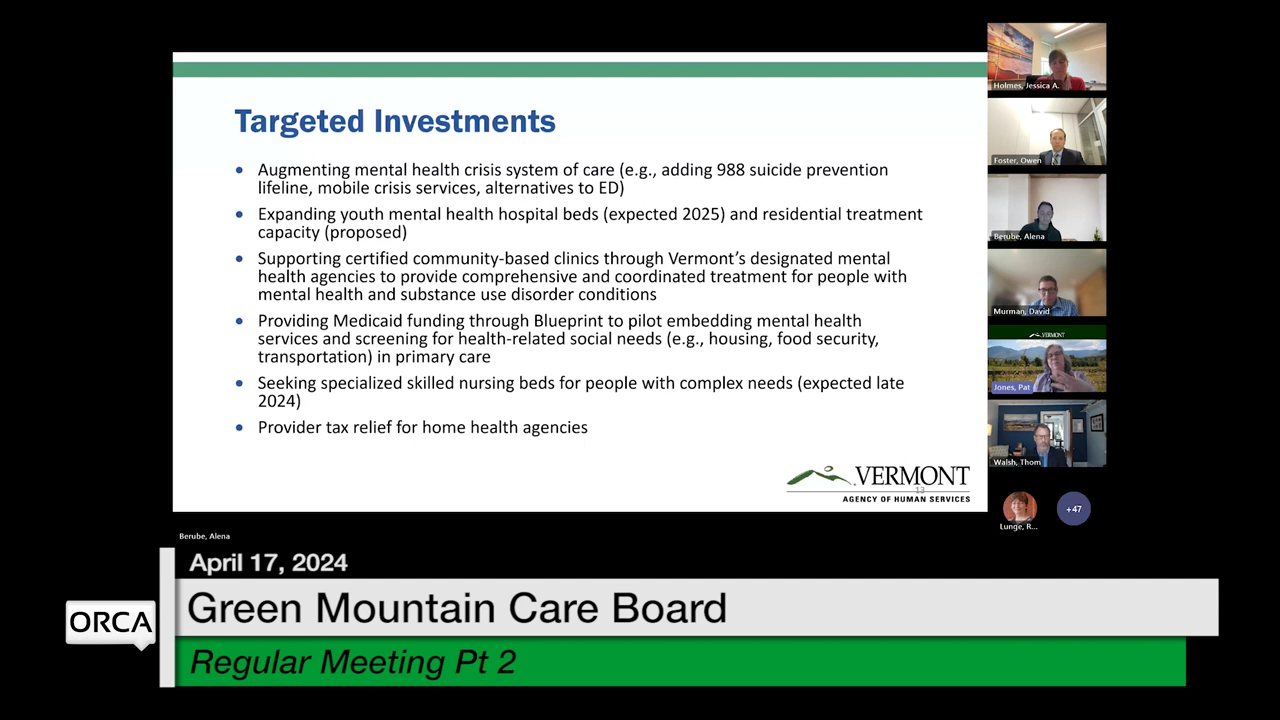 Targeted Investments
• Augmenting mental health crisis system of care (e.g., adding 988 suicide prevention
lifeline, mobile crisis services, alternatives to ED)
• Expanding youth mental health hospital beds (expected 2025) and residential treatment
capacity (proposed)
• Supporting certified community-based clinics through Vermont’s designated mental
health agencies to provide comprehensive and coordinated treatment for people with
mental health and substance use disorder conditions
• Providing Medicaid funding through Blueprint to pilot embedding mental health
services and screening for health-related social needs (e.g., housing, food security,
transportation) in primary care
• Seeking specialized skilled nursing beds for people with complex needs (expected late
2024)
• Provider tax relief for home health agencies
VERMONT
13
AGENCY OF HUMAN SERVICES
Holmes, Jessica A.
Foster, Owen
Berube, Alena
Murman, David
VERMONT
Jones, Pat
Walsh, Thom
Lunge, R...
+47
Berube, Alena
April 17, 2024
ORCA
Green Mountain Care Board
Regular Meeting Pt 2